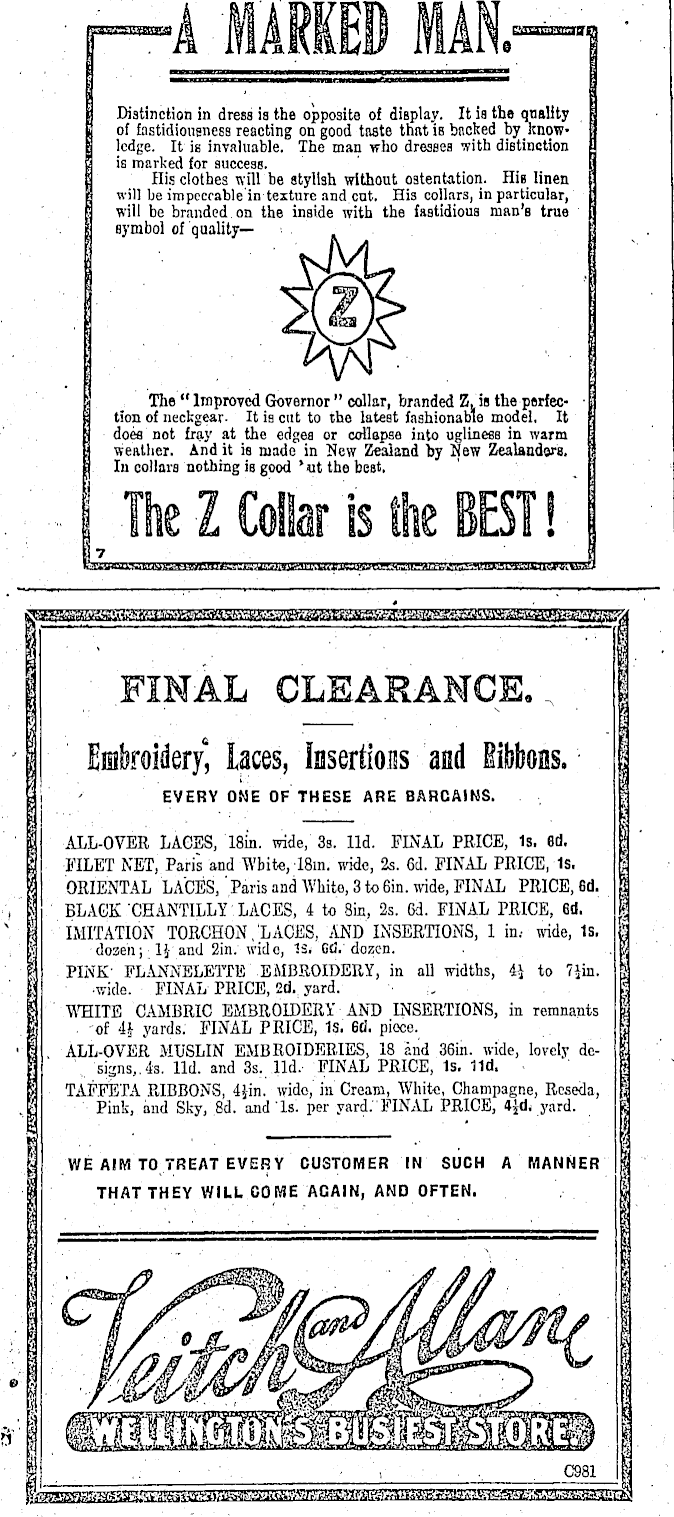 A MARKED MAN.
Distinction in dress is the opposite of display. It is the quality
of fastidiousness reacting on good taste that is backed by know-
ledge. It is invaluable. The man who dresses with distinction
is marked for success.
His clothes will be stylish without ostentation. His linen
will be impeccable in texture and cut. His collars, in particular,
will be branded on the inside with the fastidious man's true
symbol of quality—
Z
The "Improved Governor" collar, branded Z, is the perfec-
tion of neckgear. It is cut to the latest fashionable model. It
does not fray at the edges or collapse into ugliness in warm
weather. And it is made in New Zealand by New Zealanders.
In collars nothing is good 'ut the best.
The Z Collar is the BEST!
7
FINAL CLEARANCE.
Embroidery, Laces, Insertions and Ribbons.
EVERY ONE OF THESE ARE BARGAINS.
ALL-OVER LACES, 18in. wide, 3s. 11d. FINAL PRICE, 1s. 6d.
FILET NET, Paris and White, 18in. wide, 2s. 6d. FINAL PRICE, 1s.
ORIENTAL LACES, Paris and White, 3 to 6in. wide, FINAL PRICE, 6d.
BLACK CHANTILLY LACES, 4 to 8in, 2s. 6d. FINAL PRICE, 6d.
IMITATION TORCHON LACES, AND INSERTIONS, 1 in. wide, 1s.
dozen; 1½ and 2in. wide, 1s. 6d. dozen.
PINK FLANNELETTE EMBROIDERY, in all widths, 4½ to 7½in.
wide. FINAL PRICE, 2d. yard.
WHITE CAMBRIC EMBROIDERY AND INSERTIONS, in remnants
of 4½ yards. FINAL PRICE, 1s. 6d. piece.
ALL-OVER MUSLIN EMBROIDERIES, 18 and 36in. wide, lovely de-
signs, 4s. 11d. and 3s. 11d. FINAL PRICE, 1s. 11d.
TAFFETA RIBBONS, 4½in. wide, in Cream, White, Champagne, Reseda,
Pink, and Sky, 8d. and 1s. per yard. FINAL PRICE, 4½d. yard.
WE AIM TO TREAT EVERY CUSTOMER IN SUCH A MANNER
THAT THEY WILL COME AGAIN, AND OFTEN.
Veitch and Allan
WELLINGTON'S BUSIEST STORE.
C981